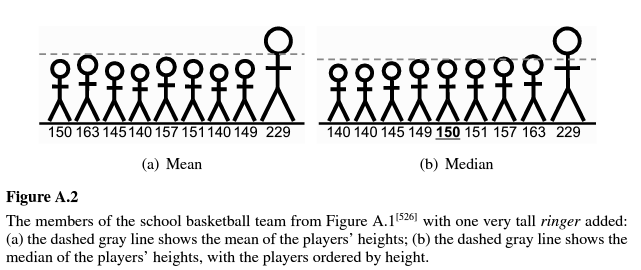 150 163 145 140 157 151 140 149 229
140 140 145 149 150 151 157 163 229
(a) Mean
(b) Median
Figure A.2
The members of the school basketball team from Figure A.1[526] with one very tall ringer added:
(a) the dashed gray line shows the mean of the players' heights; (b) the dashed gray line shows the
median of the players' heights, with the players ordered by height.